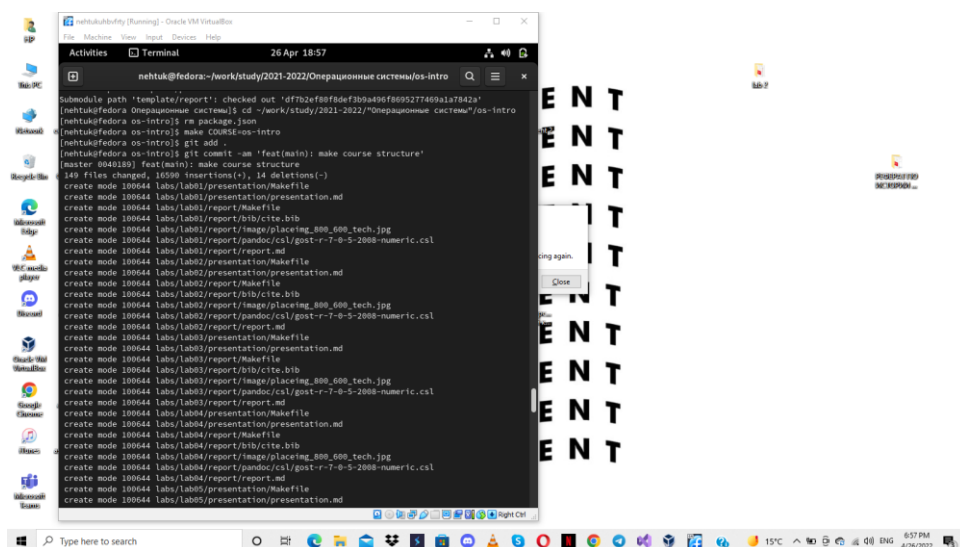 nehtukuhbvfrty [Running] - Oracle VM VirtualBox
File Machine View Input Devices Help
Activities Terminal 26 Apr 18:57
nehtuk@fedora:~/work/study/2021-2022/Операционные системы/os-intro
Submodule path 'template/report': checked out 'df7b2ef80f8def3b9a496f8695277469a1a7842a'
[nehtuk@fedora Операционные системы]$ cd ~/work/study/2021-2022/"Операционные системы"/os-intro
[nehtuk@fedora os-intro]$ rm package.json
[nehtuk@fedora os-intro]$ make COURSE=os-intro
[nehtuk@fedora os-intro]$ git add .
[nehtuk@fedora os-intro]$ git commit -am 'feat(main): make course structure'
[master 0040189] feat(main): make course structure
149 files changed, 16590 insertions(+), 14 deletions(-)
create mode 100644 labs/lab01/presentation/Makefile
create mode 100644 labs/lab01/presentation/presentation.md
create mode 100644 labs/lab01/report/Makefile
create mode 100644 labs/lab01/report/bib/cite.bib
create mode 100644 labs/lab01/report/image/placeimg_800_600_tech.jpg
create mode 100644 labs/lab01/report/pandoc/csl/gost-r-7-0-5-2008-numeric.csl
create mode 100644 labs/lab01/report/report.md
create mode 100644 labs/lab02/presentation/Makefile
create mode 100644 labs/lab02/presentation/presentation.md
create mode 100644 labs/lab02/report/Makefile
create mode 100644 labs/lab02/report/bib/cite.bib
create mode 100644 labs/lab02/report/image/placeimg_800_600_tech.jpg
create mode 100644 labs/lab02/report/pandoc/csl/gost-r-7-0-5-2008-numeric.csl
create mode 100644 labs/lab02/report/report.md
create mode 100644 labs/lab03/presentation/Makefile
create mode 100644 labs/lab03/presentation/presentation.md
create mode 100644 labs/lab03/report/Makefile
create mode 100644 labs/lab03/report/bib/cite.bib
create mode 100644 labs/lab03/report/image/placeimg_800_600_tech.jpg
create mode 100644 labs/lab03/report/pandoc/csl/gost-r-7-0-5-2008-numeric.csl
create mode 100644 labs/lab03/report/report.md
create mode 100644 labs/lab04/presentation/Makefile
create mode 100644 labs/lab04/presentation/presentation.md
create mode 100644 labs/lab04/report/Makefile
create mode 100644 labs/lab04/report/bib/cite.bib
create mode 100644 labs/lab04/report/image/placeimg_800_600_tech.jpg
create mode 100644 labs/lab04/report/pandoc/csl/gost-r-7-0-5-2008-numeric.csl
create mode 100644 labs/lab04/report/report.md
create mode 100644 labs/lab05/presentation/Makefile
create mode 100644 labs/lab05/presentation/presentation.md
Right Ctrl
HP
This PC
Network
Recycle Bin
Microsoft
Edge
VLC media
player
Discord
Oracle VM
VirtualBox
Google
Chrome
iTunes
Microsoft
Teams
E N T
E N T
E N T
T
cing again.
T
Close
E N T
E N T
E N T
E N T
E N T
lab 2
РЕФЕРАТ ПО
ИСТОРИИ ...
Type here to search
15°C
ENG
6:57 PM
4/26/2022